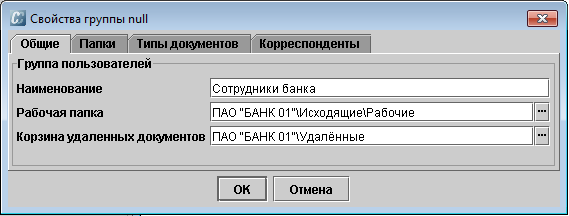 Свойства группы null
Общие Папки Типы документов Корреспонденты
Группа пользователей
Наименование Сотрудники банка
Рабочая папка ПАО "БАНК 01"\Исходящие\Рабочие ...
Корзина удаленных документов ПАО "БАНК 01"\Удалённые ...
OK Отмена